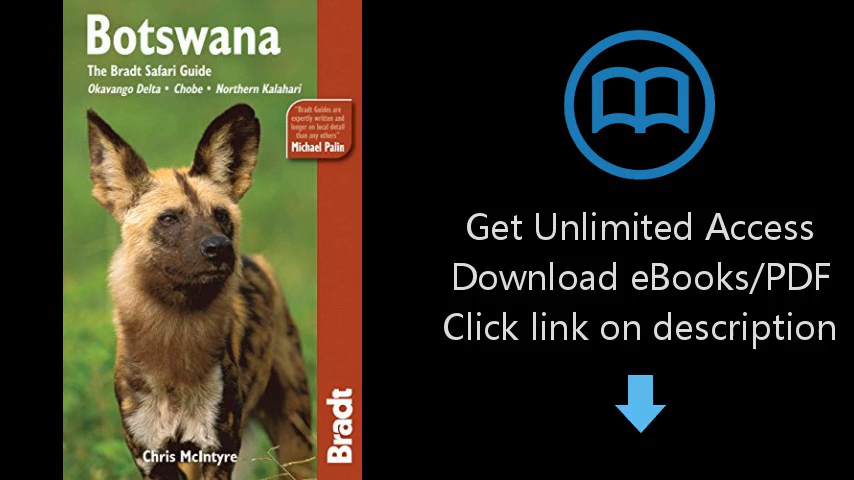 Botswana
The Bradt Safari Guide
Okavango Delta • Chobe • Northern Kalahari
"Bradt Guides are
expertly written and
longer on local detail
than any others"
Michael Palin
Chris McIntyre
Bradt
Get Unlimited Access
Download eBooks/PDF
Click link on description